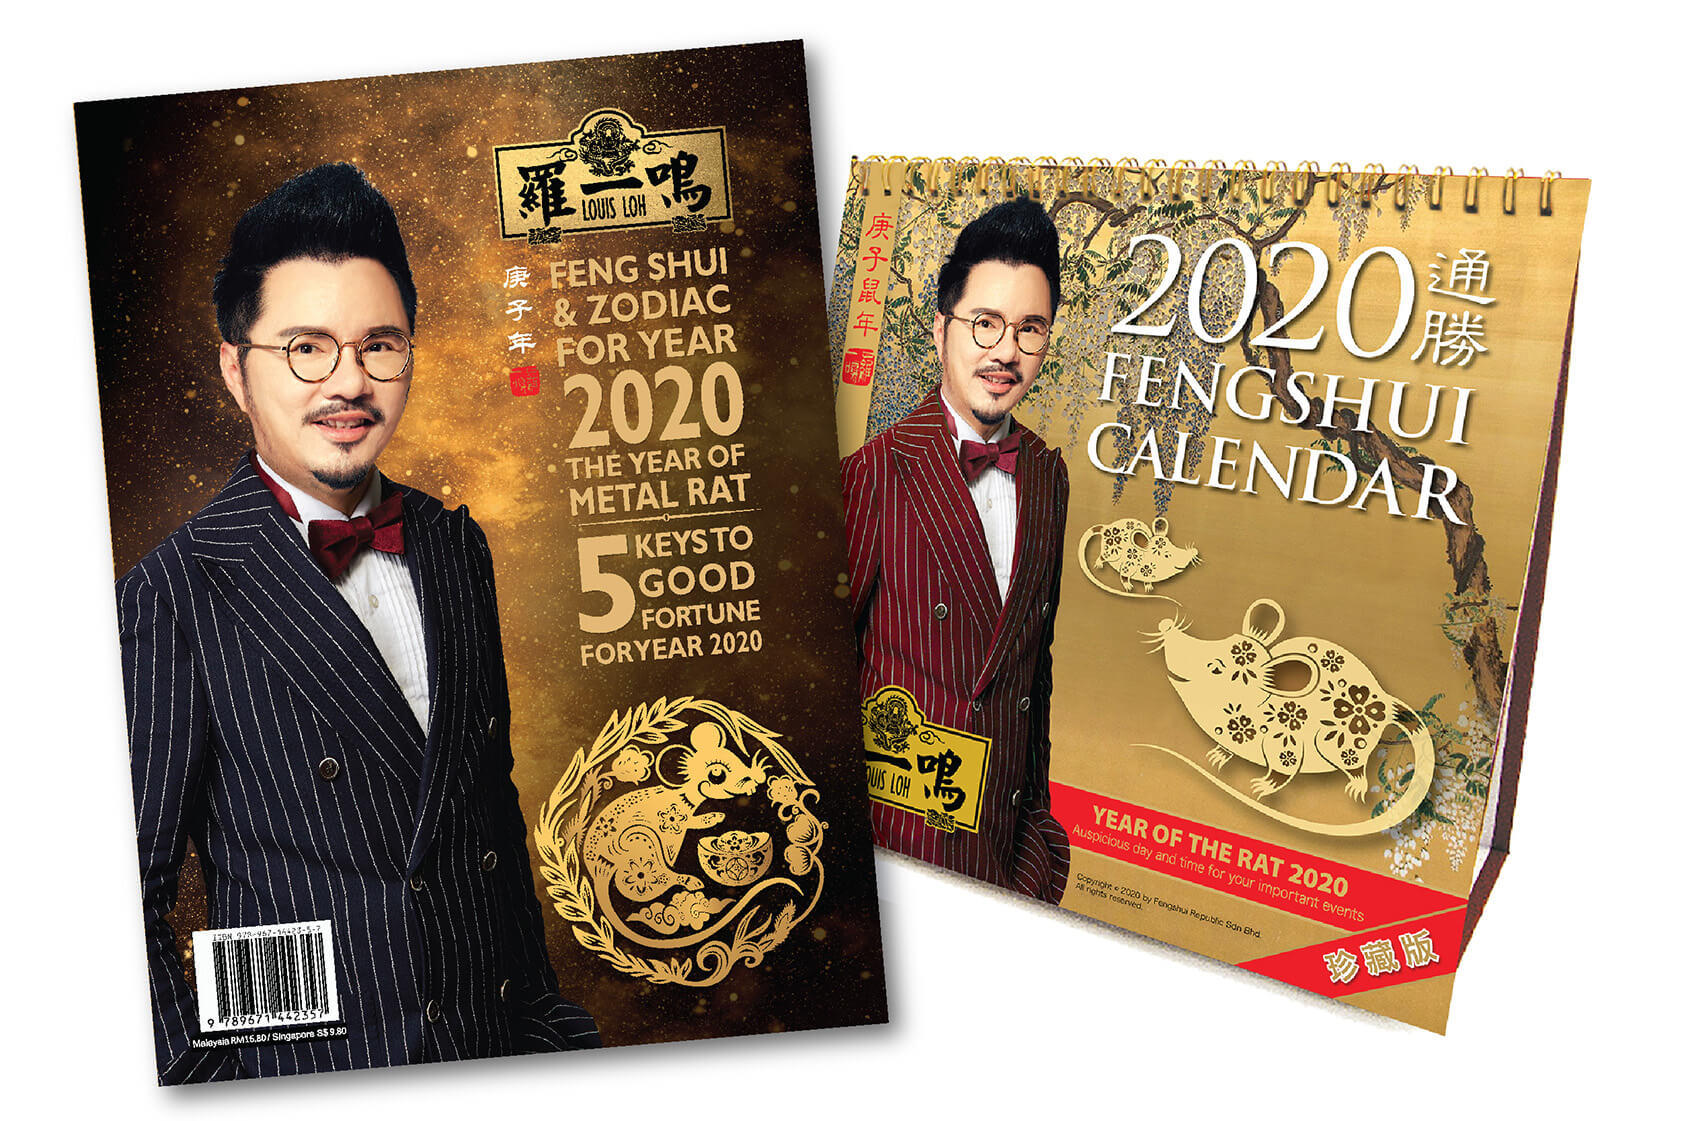 羅一鳴
LOUIS LOH
庚子年
FENG SHUI
& ZODIAC
FOR YEAR
2020
THE YEAR OF
METAL RAT
5 KEYS TO
GOOD
FORTUNE
FOR YEAR 2020
ISBN 978-967-14423-5-7
9 789671 442357
Malaysia RM16.80 / Singapore S$ 9.80
庚子鼠年
2020
通勝
FENGSHUI
CALENDAR
一鳴
OUIS LOH
YEAR OF THE RAT 2020
Auspicious day and time for your important events
Copyright © 2020 by Fengshui Republic Sdn Bhd.
All rights reserved.
珍藏版